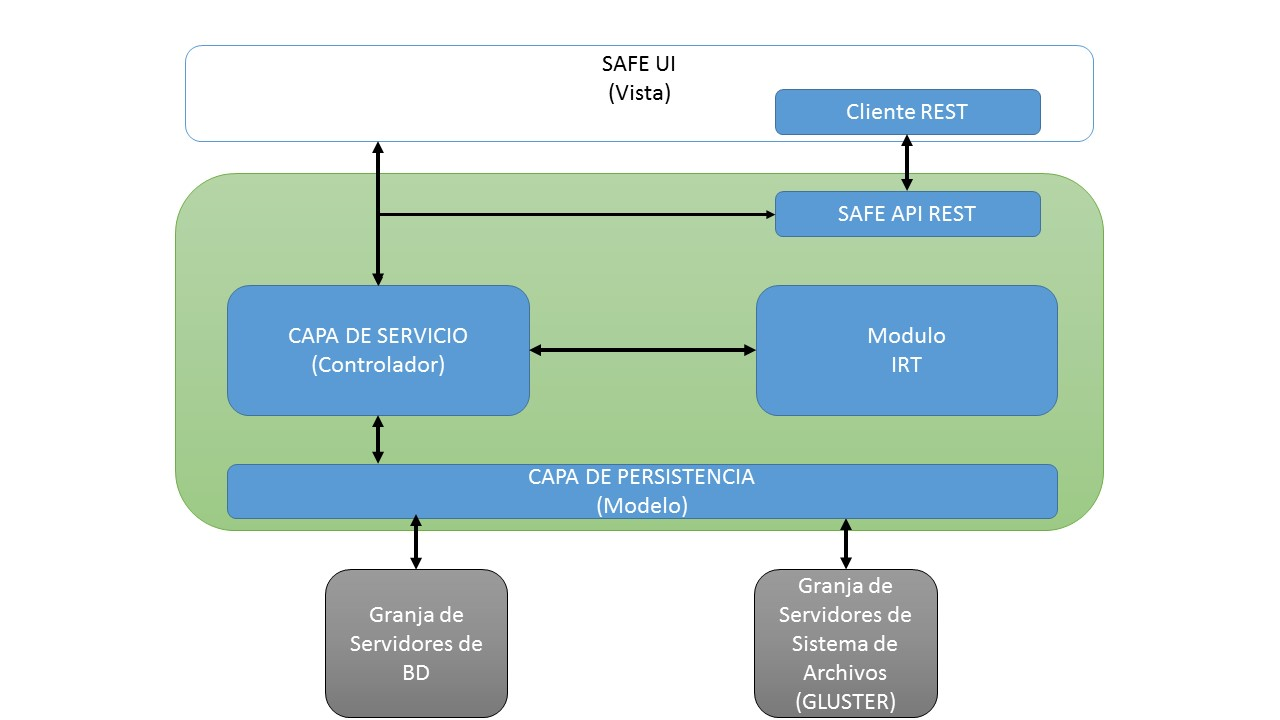 SAFE UI
(Vista)
Cliente REST
SAFE API REST
CAPA DE SERVICIO
(Controlador)
Modulo
IRT
CAPA DE PERSISTENCIA
(Modelo)
Granja de
Servidores de
BD
Granja de
Servidores de
Sistema de
Archivos
(GLUSTER)